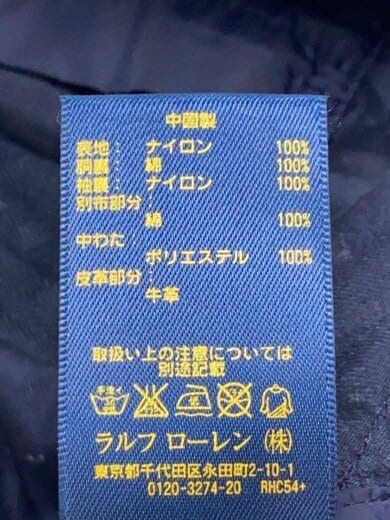 中国製
表地： ナイロン 100%
胴裏： 綿 100%
袖裏： ナイロン 100%
別布部分：
綿 100%
中わた：
ポリエステル 100%
皮革部分：
牛革
取扱い上の注意については
別途記載
手洗イ 低
ラルフ ローレン（株）
東京都千代田区永田町2-10-1
0120-3274-20 RHC54+